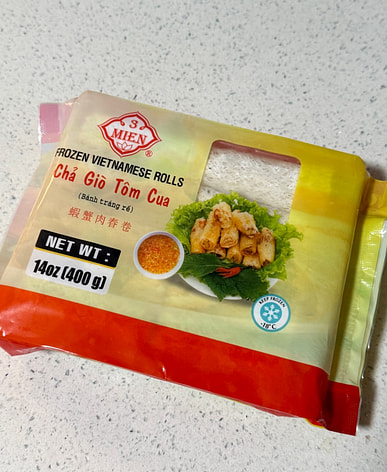 3
MIEN
®
FROZEN VIETNAMESE ROLLS
Chả Giò Tôm Cua
(Bánh tráng rế)
蝦蟹肉春卷
NET WT :
14oz (400 g)
KEEP FROZEN
-18°C